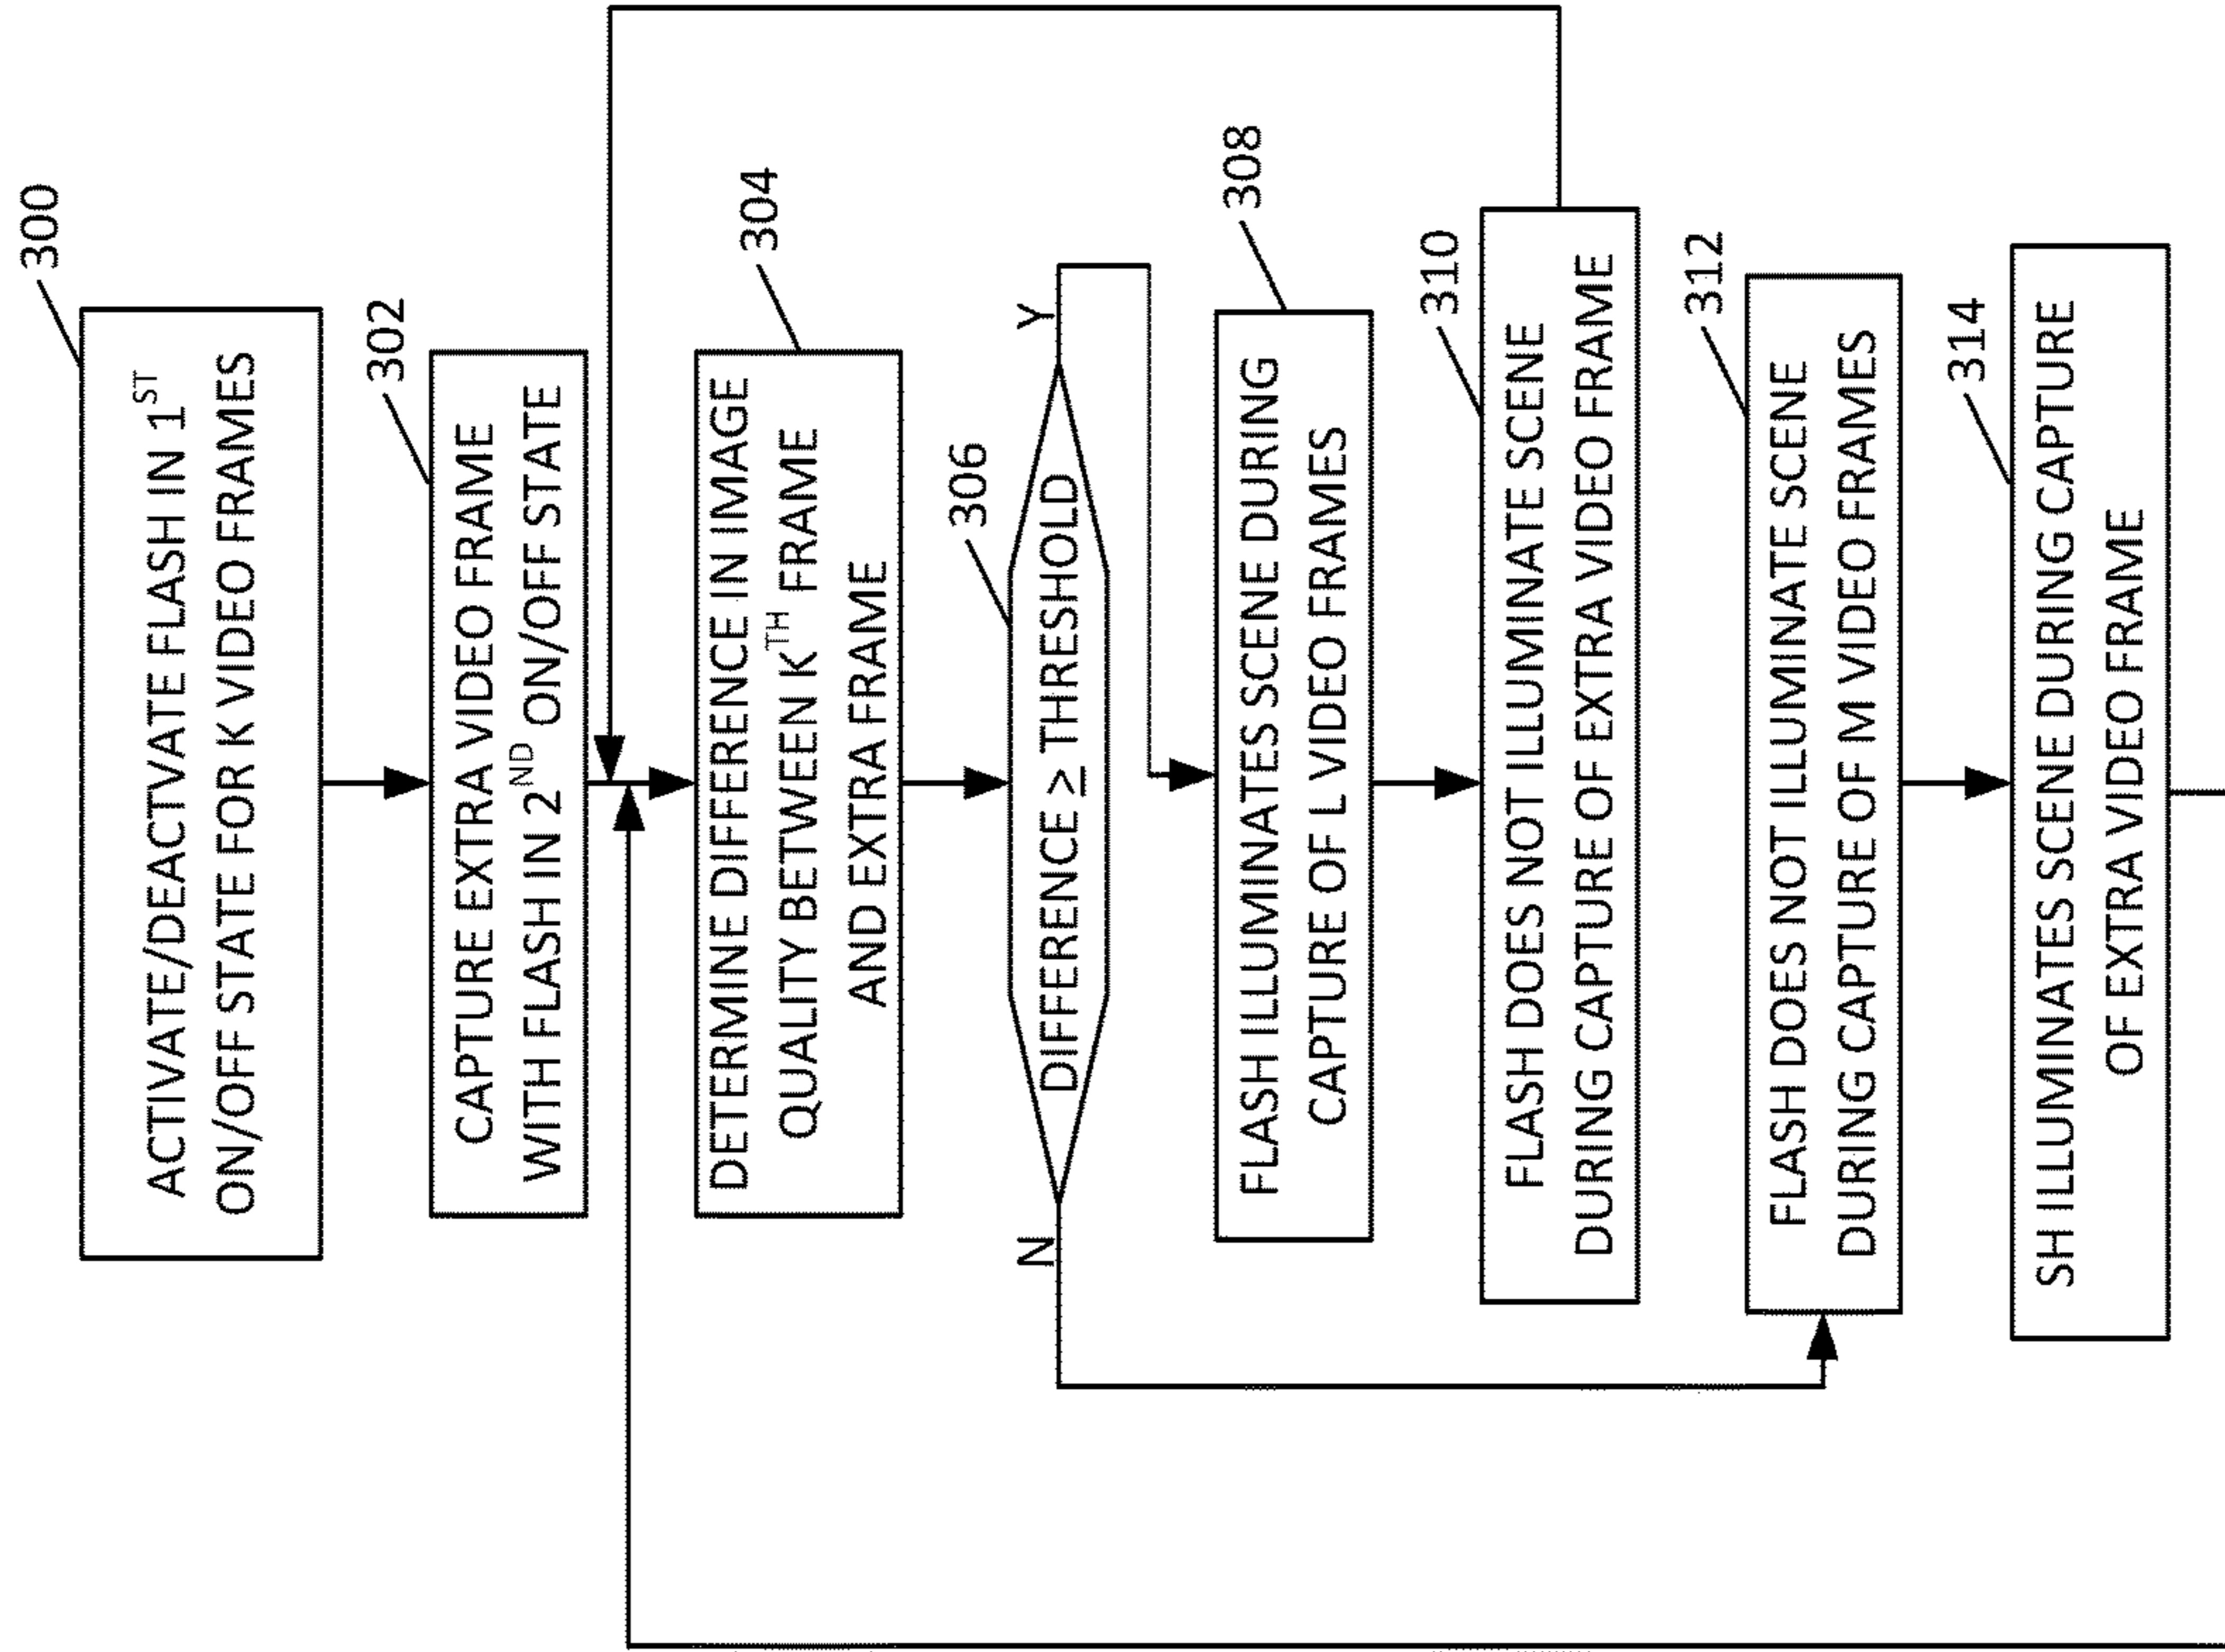 300
ACTIVATE/DEACTVATE FLASH IN 1ST
ON/OFF STATE FOR K VIDEO FRAMES
302
CAPTURE EXTRA VIDEO FRAME
WITH FLASH IN 2ND ON/OFF STATE
304
DETERMINE DIFFERENCE IN IMAGE
QUALITY BETWEEN KTH FRAME
AND EXTRA FRAME
306
DIFFERENCE ≥ THRESHOLD
N
Y
308
FLASH ILLUMINATES SCENE DURING
CAPTURE OF L VIDEO FRAMES
310
FLASH DOES NOT ILLUMINATE SCENE
DURING CAPTURE OF EXTRA VIDEO FRAME
312
FLASH DOES NOT ILLUMINATE SCENE
DURING CAPTURE OF M VIDEO FRAMES
314
SH ILLUMINATES SCENE DURING CAPTURE
OF EXTRA VIDEO FRAME